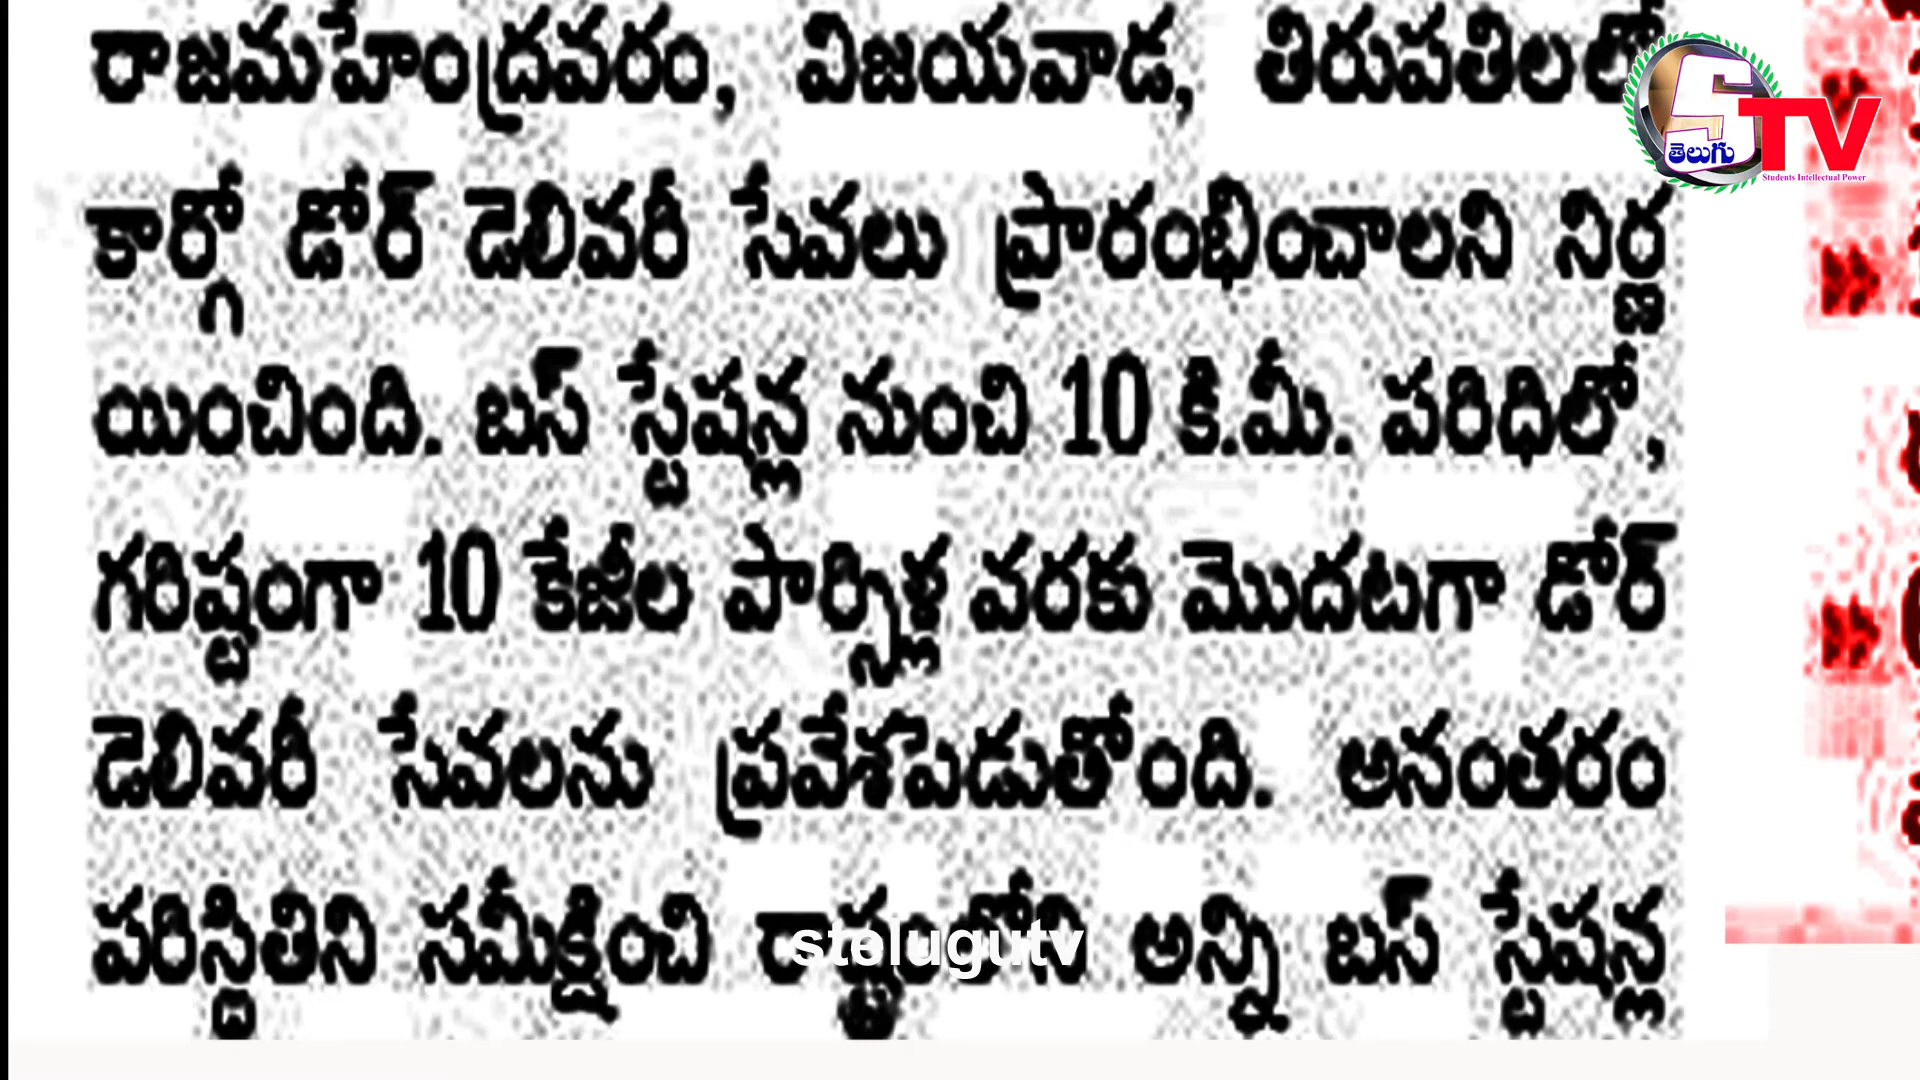 రాజమహేంద్రవరం, విజయవాడ, తిరుపతిలలో
కార్గో డోర్ డెలివరీ సేవలు ప్రారంభించాలని నిర్ణ
యించింది. బస్ స్టేషన్ల నుంచి 10 కి.మీ. పరిధిలో,
గరిష్టంగా 10 కేజీల పార్సిళ్ల వరకు మొదటగా డోర్
డెలివరీ సేవలను ప్రవేశపెడుతోంది. అనంతరం
పరిస్థితిని సమీక్షించి రాష్ట్రంలోని అన్ని బస్ స్టేషన్ల
stelugutv
S TV
తెలుగు
Students Intellectual Power